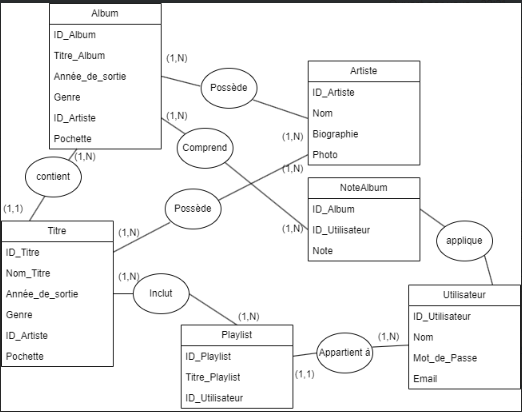 Album
ID_Album
Titre_Album
Année_de_sortie
Genre
ID_Artiste
Pochette
(1,N)
Possède
Artiste
ID_Artiste
Nom
Biographie
Photo
(1,N)
(1,N)
Comprend
(1,N)
(1,N)
contient
(1,N)
(1,1)
Possède
NoteAlbum
ID_Album
ID_Utilisateur
Note
applique
Titre
ID_Titre
Nom_Titre
Année_de_sortie
Genre
ID_Artiste
Pochette
(1,N)
(1,N)
Inclut
(1,N)
Utilisateur
ID_Utilisateur
Nom
Mot_de_Passe
Email
Playlist
ID_Playlist
Titre_Playlist
ID_Utilisateur
(1,1)
Appartient à
(1,N)